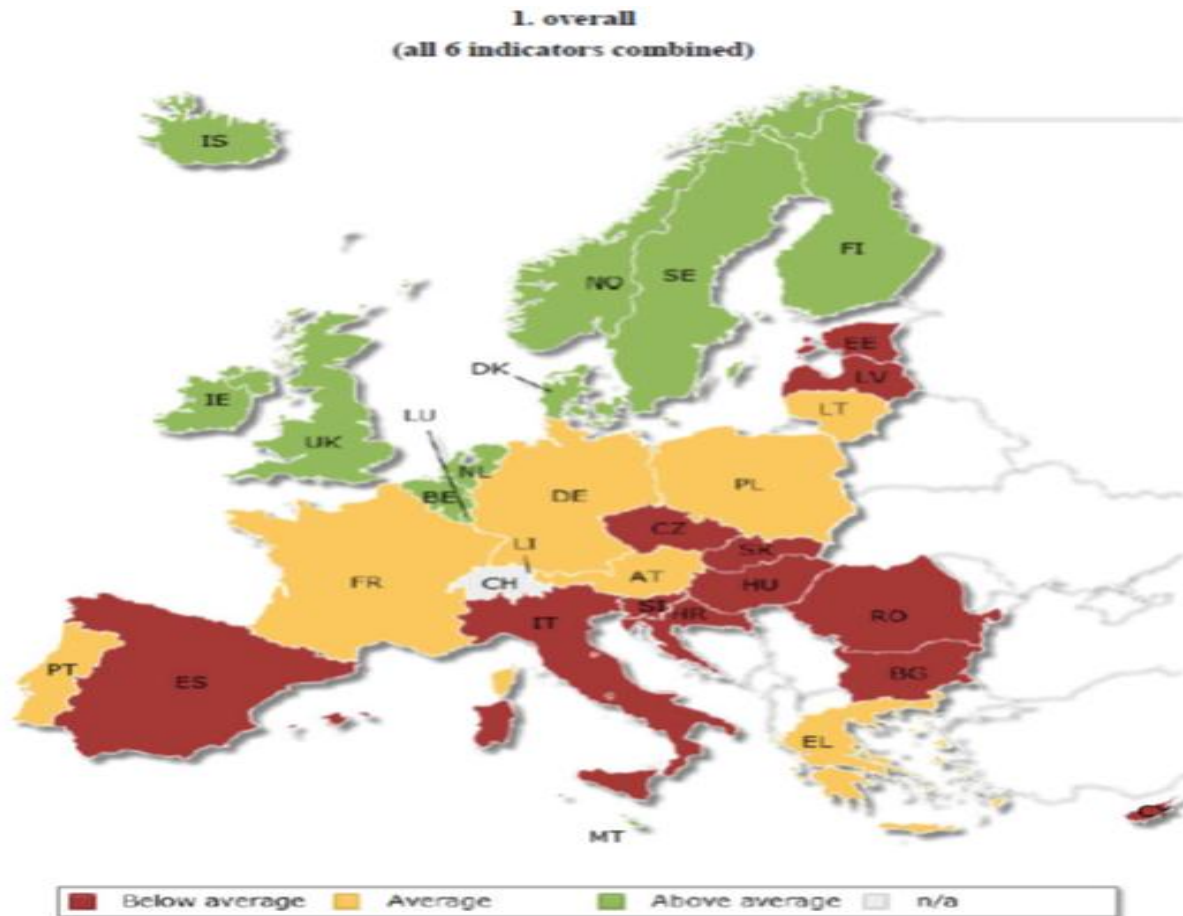 1. overall
(all 6 indicators combined)
IS
FI
NO
SE
EE
DK
LV
IE
LU
LT
UK
NL
BE
DE
PL
CZ
LI
SK
FR
CH
AT
HU
SI
HR
IT
RO
PT
ES
BG
EL
CY
MT
Below average
Average
Above average
n/a